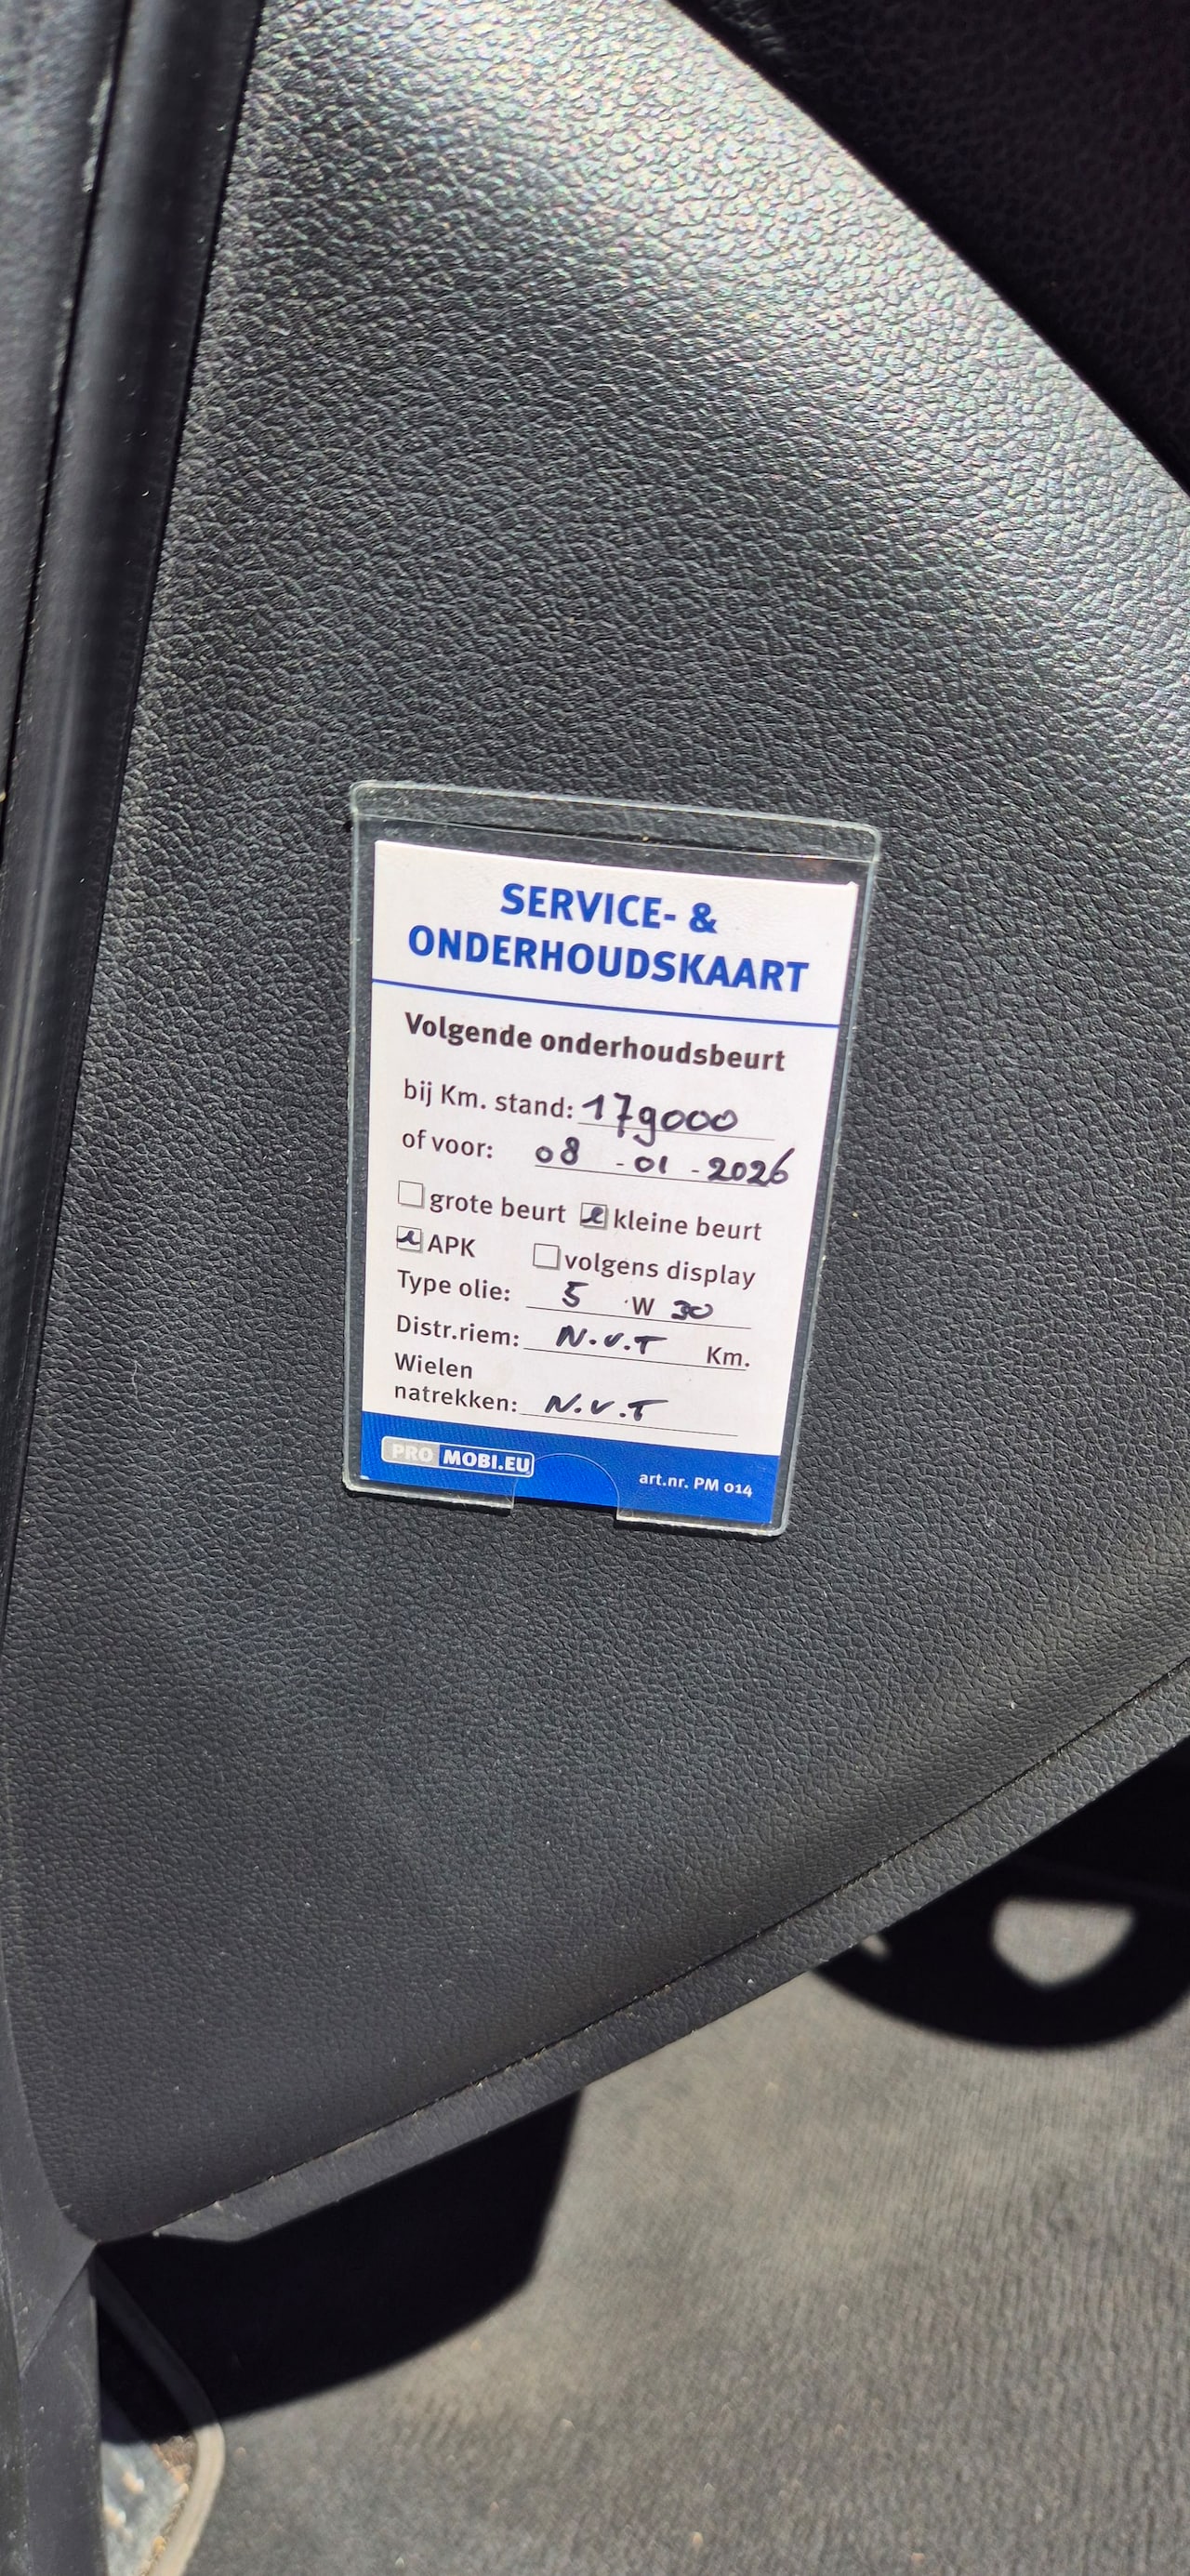 SERVICE- &
ONDERHOUDSKAART
Volgende onderhoudsbeurt
bij Km. stand: 179000
of voor: 08 - 01 - 2026
grote beurt kleine beurt
APK volgens display
Type olie: 5 W 30
Distr.riem: N.V.T Km.
Wielen
natrekken: N.V.T
PRO MOBI.EU art.nr. PM 014